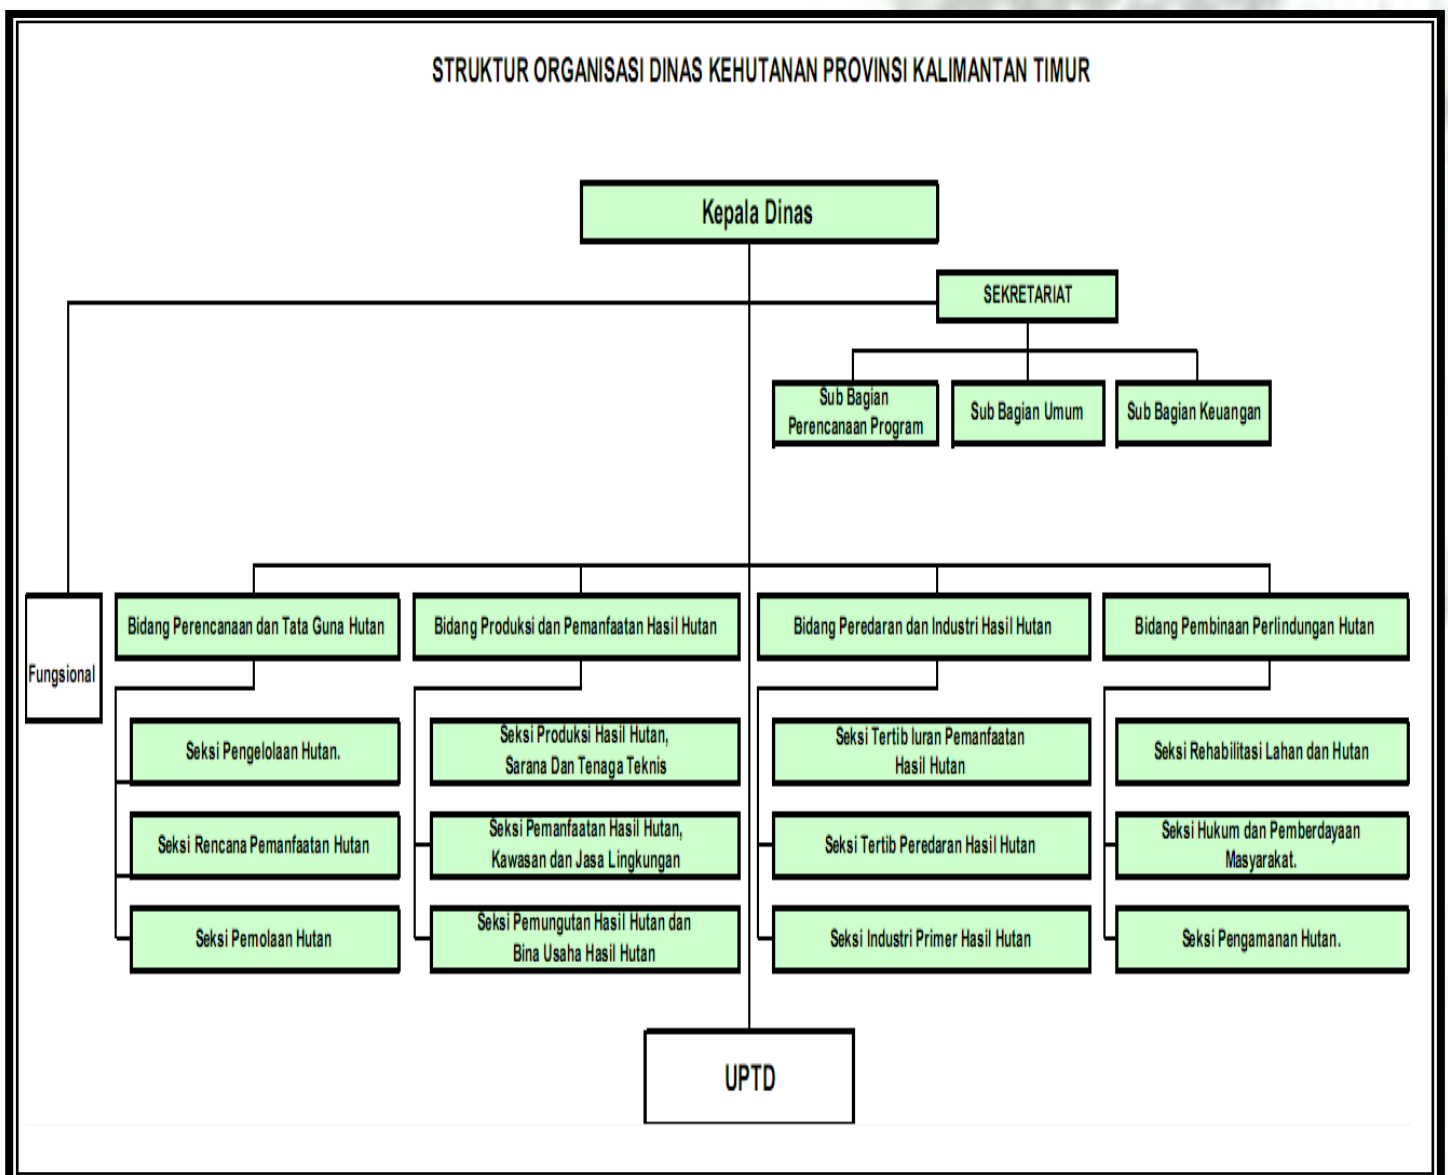 STRUKTUR ORGANISASI DINAS KEHUTANAN PROVINSI KALIMANTAN TIMUR
Kepala Dinas
SEKRETARIAT
Sub Bagian
Perencanaan Program
Sub Bagian Umum
Sub Bagian Keuangan
Fungsional
Bidang Perencanaan dan Tata Guna Hutan
Bidang Produksi dan Pemanfaatan Hasil Hutan
Bidang Peredaran dan Industri Hasil Hutan
Bidang Pembinaan Perlindungan Hutan
Seksi Pengelolaan Hutan.
Seksi Produksi Hasil Hutan,
Sarana Dan Tenaga Teknis
Seksi Tertib Iuran Pemanfaatan
Hasil Hutan
Seksi Rehabilitasi Lahan dan Hutan
Seksi Rencana Pemanfaatan Hutan
Seksi Pemanfaatan Hasil Hutan,
Kawasan dan Jasa Lingkungan
Seksi Tertib Peredaran Hasil Hutan
Seksi Hukum dan Pemberdayaan
Masyarakat.
Seksi Pemolaan Hutan
Seksi Pemungutan Hasil Hutan dan
Bina Usaha Hasil Hutan
Seksi Industri Primer Hasil Hutan
Seksi Pengamanan Hutan.
UPTD